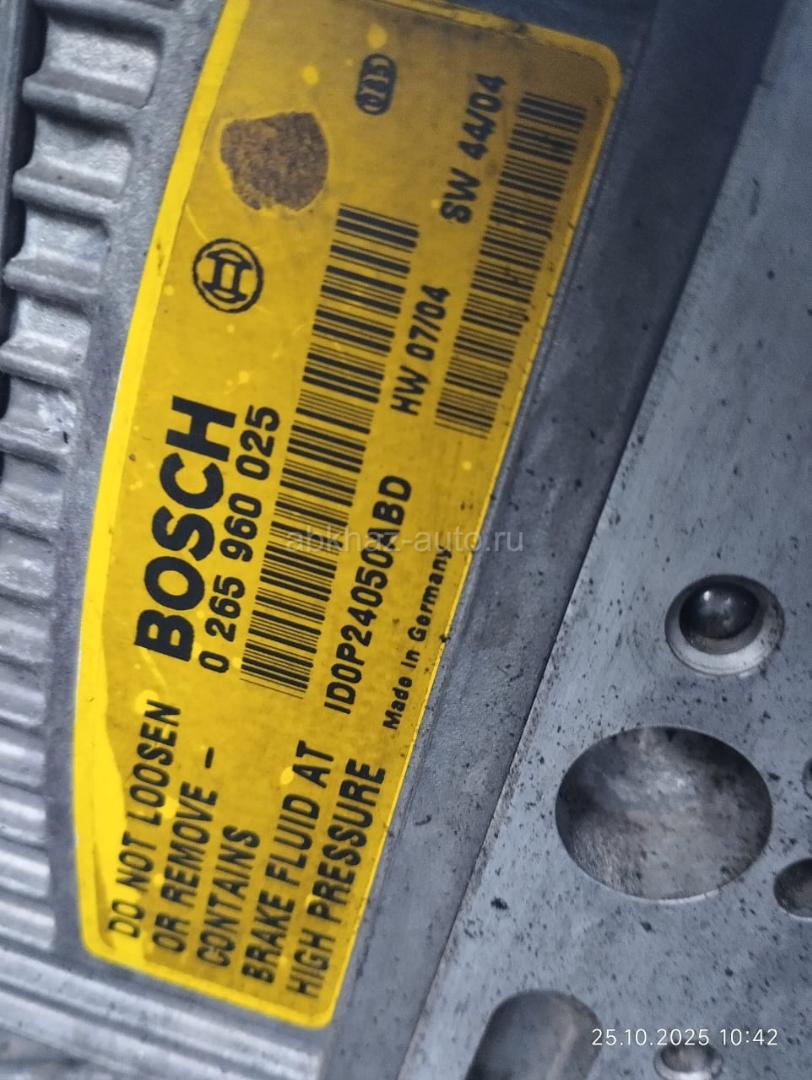 BOSCH
0 265 960 025
ID0P24050ABD
Made in Germany
HW 07/04
SW 44/04
DO NOT LOOSEN
OR REMOVE -
CONTAINS
BRAKE FLUID AT
HIGH PRESSURE
abkhaz-auto.ru
25.10.2025 10:42